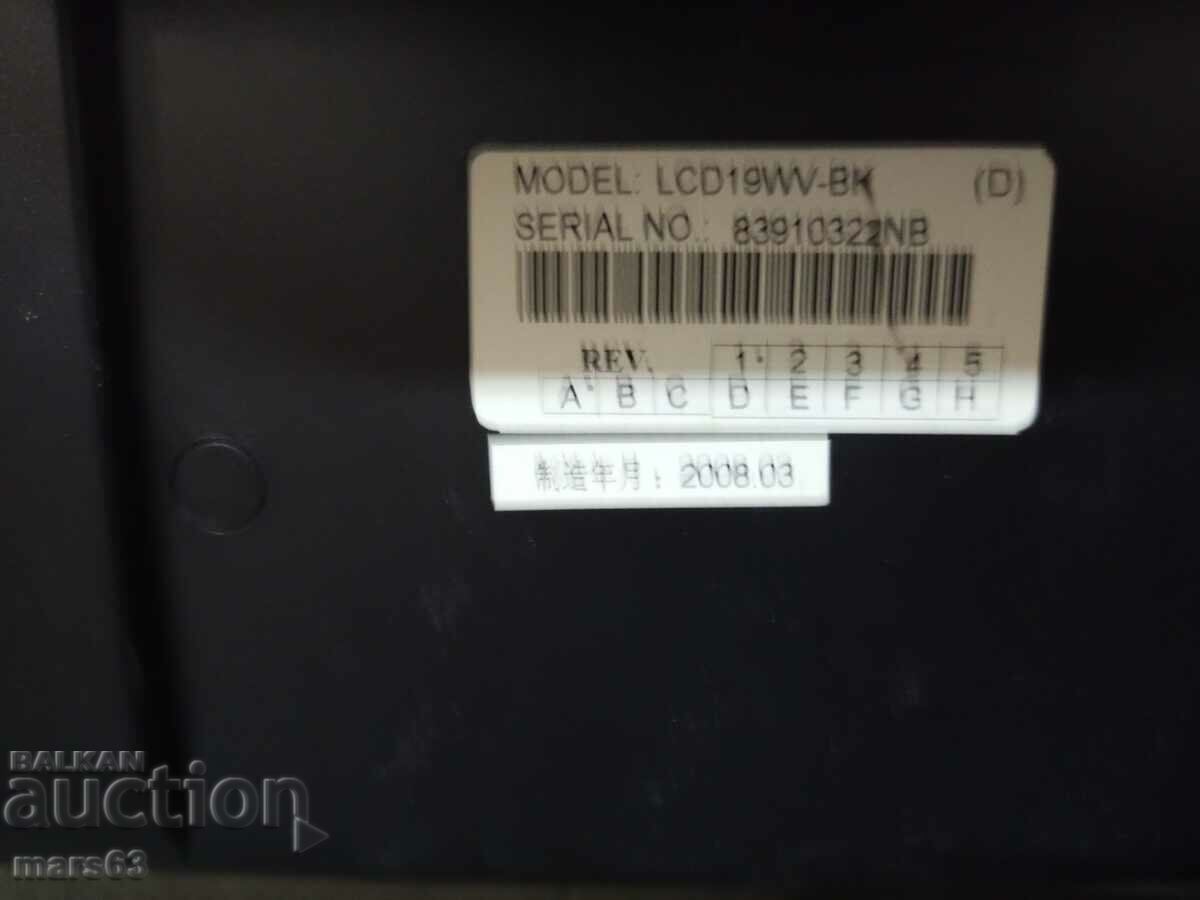 MODEL: LCD19WV-BK (D)
SERIAL NO.: 83910322NB
REV. 1 2 3 4 5
A B C D E F G H
制造年月：2008.03
BALKAN
auction
mars63